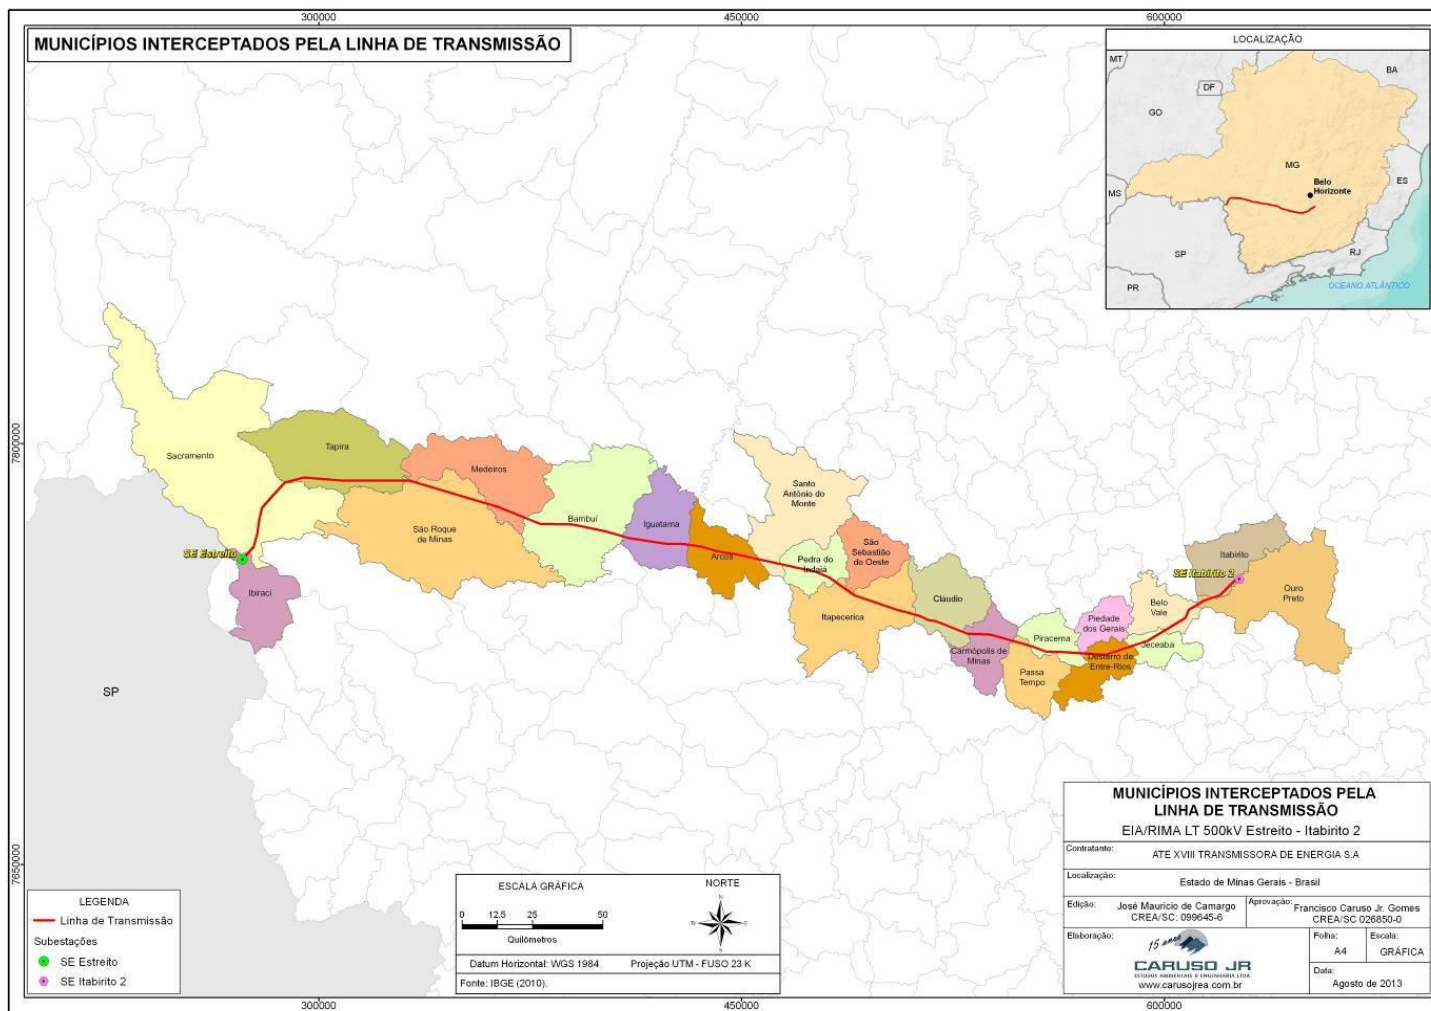 300000
450000
600000
MUNICÍPIOS INTERCEPTADOS PELA LINHA DE TRANSMISSÃO
LOCALIZAÇÃO
MT
BA
DF
GO
MG
Belo
Horizonte
ES
MS
SP
RJ
PR
OCEANO ATLÂNTICO
7800000
Sacramento
Tapira
Medeiros
São Roque
de Minas
Bambuí
Iguatama
Arcos
Santo
Antônio do
Monte
Pedra do
Indaiá
São
Sebastião
do Oeste
Itapecerica
Cláudio
Carmópolis de
Minas
Piracema
Passa
Tempo
Piedade
dos Gerais
Desterro de
Entre-Rios
Belo
Vale
Jeceaba
Itabirito
SE Itabirito 2
Ouro
Preto
SE Estreito
Ibiraci
SP
7650000
LEGENDA
Linha de Transmissão
Subestações
SE Estreito
SE Itabirito 2
ESCALA GRÁFICA
0 12,5 25 50
Quilômetros
NORTE
N
S
Datum Horizontal: WGS 1984
Projeção UTM - FUSO 23 K
Fonte: IBGE (2010).
MUNICÍPIOS INTERCEPTADOS PELA
LINHA DE TRANSMISSÃO
EIA/RIMA LT 500kV Estreito - Itabirito 2
Contratante: ATE XVIII TRANSMISSORA DE ENERGIA S.A
Localização: Estado de Minas Gerais - Brasil
Edição: José Mauricio de Camargo
CREA/SC: 099645-6
Aprovação: Francisco Caruso Jr. Gomes
CREA/SC 026850-0
Elaboração:
15 anos
CARUSO JR
ESTUDOS AMBIENTAIS & ENGENHARIA LTDA
www.carusojrea.com.br
Folha:
A4
Escala:
GRÁFICA
Data:
Agosto de 2013
300000
450000
600000